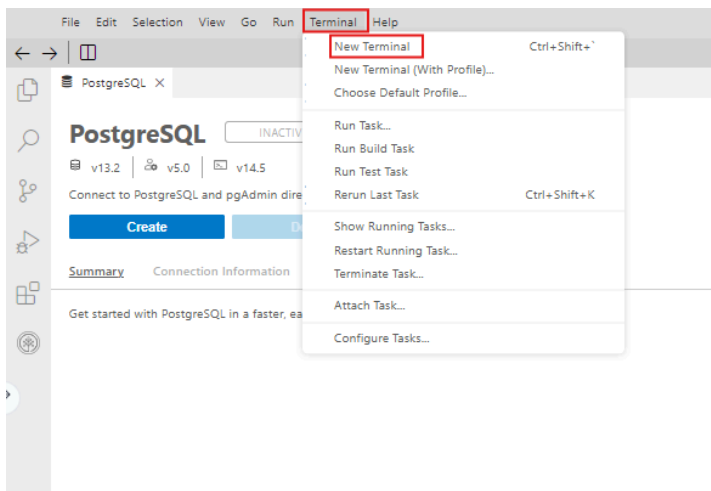 File Edit Selection View Go Run Terminal Help
New Terminal Ctrl+Shift+`
New Terminal (With Profile)...
Choose Default Profile...
Run Task...
Run Build Task
Run Test Task
Rerun Last Task Ctrl+Shift+K
Show Running Tasks...
Restart Running Task...
Terminate Task...
Attach Task...
Configure Tasks...
PostgreSQL
PostgreSQL INACTIV
v13.2 v5.0 v14.5
Connect to PostgreSQL and pgAdmin dire
Create
Summary Connection Information
Get started with PostgreSQL in a faster, ea